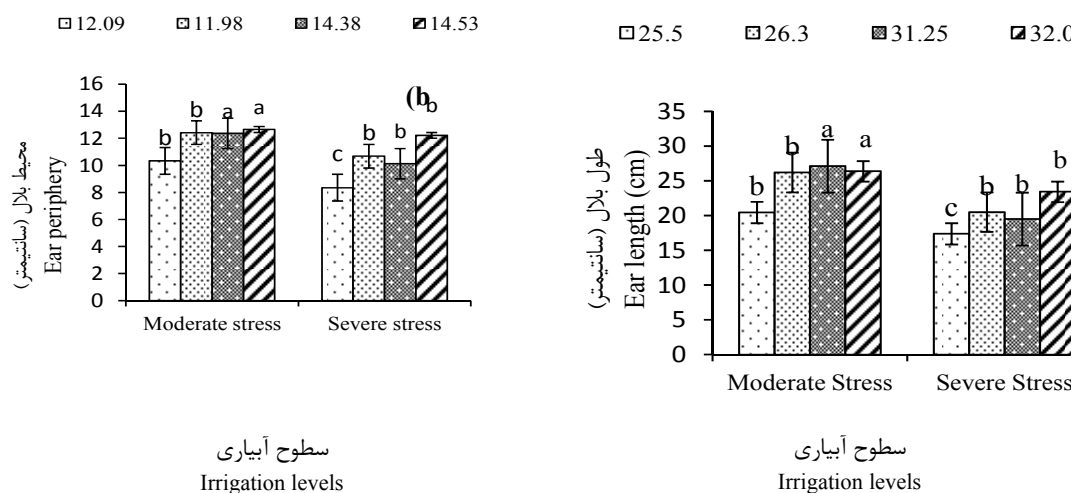 12.09 11.98 14.38 14.53
16
14
12
10
8
6
4
2
0
محیط بلال (سانتیمتر)
Ear periphery
b b a a
c b b b
(b
Moderate stress Severe stress
سطوح آبیاری
Irrigation levels
25.5 26.3 31.25 32.0
35
30
25
20
15
10
5
0
طول بلال (سانتیمتر)
Ear length (cm)
b b a a
c b b b
Moderate Stress Severe Stress
سطوح آبیاری
Irrigation levels